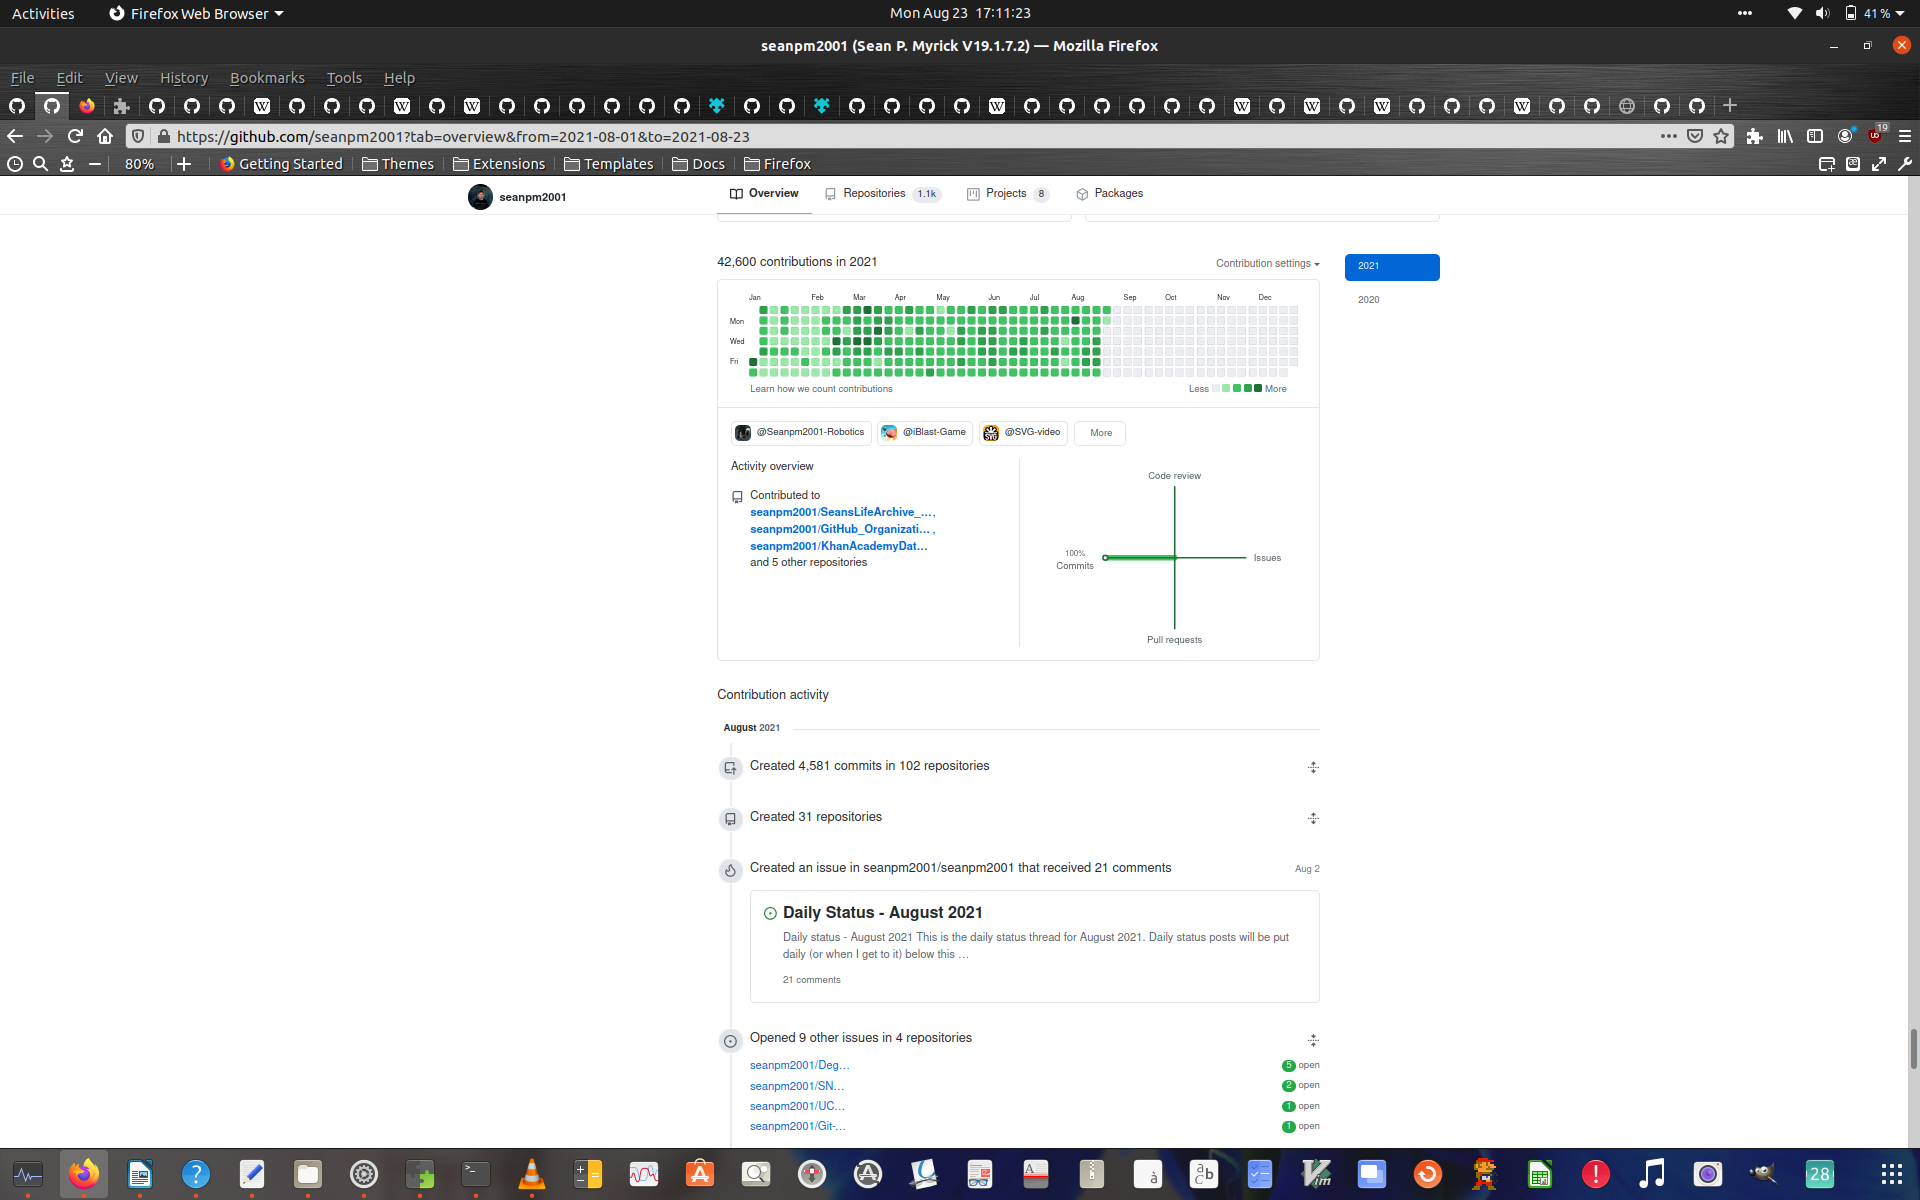 Activities
Firefox Web Browser
Mon Aug 23 17:11:23
41 %
seanpm2001 (Sean P. Myrick V19.1.7.2) — Mozilla Firefox
File Edit View History Bookmarks Tools Help
https://github.com/seanpm2001?tab=overview&from=2021-08-01&to=2021-08-23
19
80%
Getting Started
Themes
Extensions
Templates
Docs
Firefox
seanpm2001
Overview
Repositories 1.1k
Projects 8
Packages
42,600 contributions in 2021
Contribution settings
2021
2020
Jan Feb Mar Apr May Jun Jul Aug Sep Oct Nov Dec
Mon
Wed
Fri
Learn how we count contributions
Less
More
@Seanpm2001-Robotics
@iBlast-Game
@SVG-video
More
Activity overview
Contributed to
seanpm2001/SeansLifeArchive_…,
seanpm2001/GitHub_Organizati… ,
seanpm2001/KhanAcademyDat…
and 5 other repositories
Code review
100%
Commits
Issues
Pull requests
Contribution activity
August 2021
Created 4,581 commits in 102 repositories
Created 31 repositories
Created an issue in seanpm2001/seanpm2001 that received 21 comments
Aug 2
Daily Status - August 2021
Daily status - August 2021 This is the daily status thread for August 2021. Daily status posts will be put
daily (or when I get to it) below this …
21 comments
Opened 9 other issues in 4 repositories
seanpm2001/Deg…
5 open
seanpm2001/SN…
2 open
seanpm2001/UC…
1 open
seanpm2001/Git-…
1 open
28